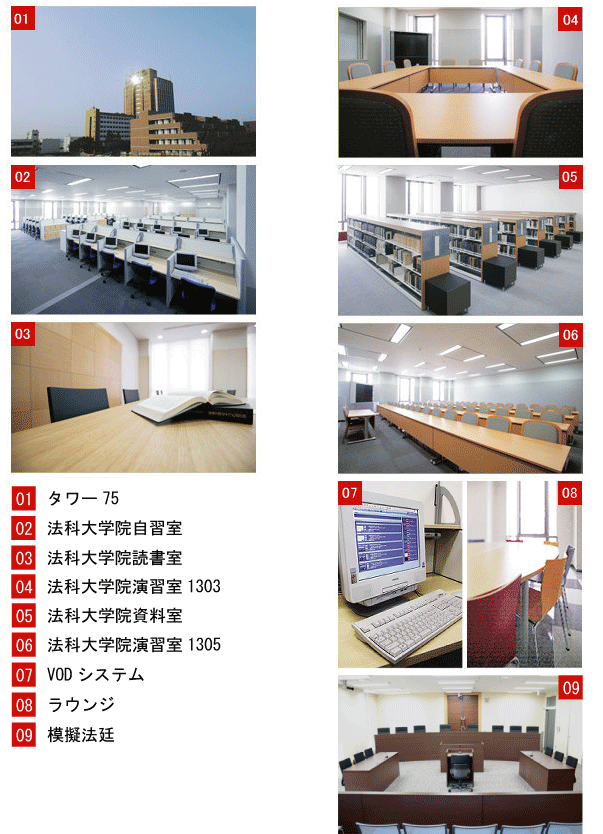 01
04
02
05
03
06
07
08
09
01 タワー 75
02 法科大学院自習室
03 法科大学院読書室
04 法科大学院演習室 1303
05 法科大学院資料室
06 法科大学院演習室 1305
07 VOD システム
08 ラウンジ
09 模擬法廷